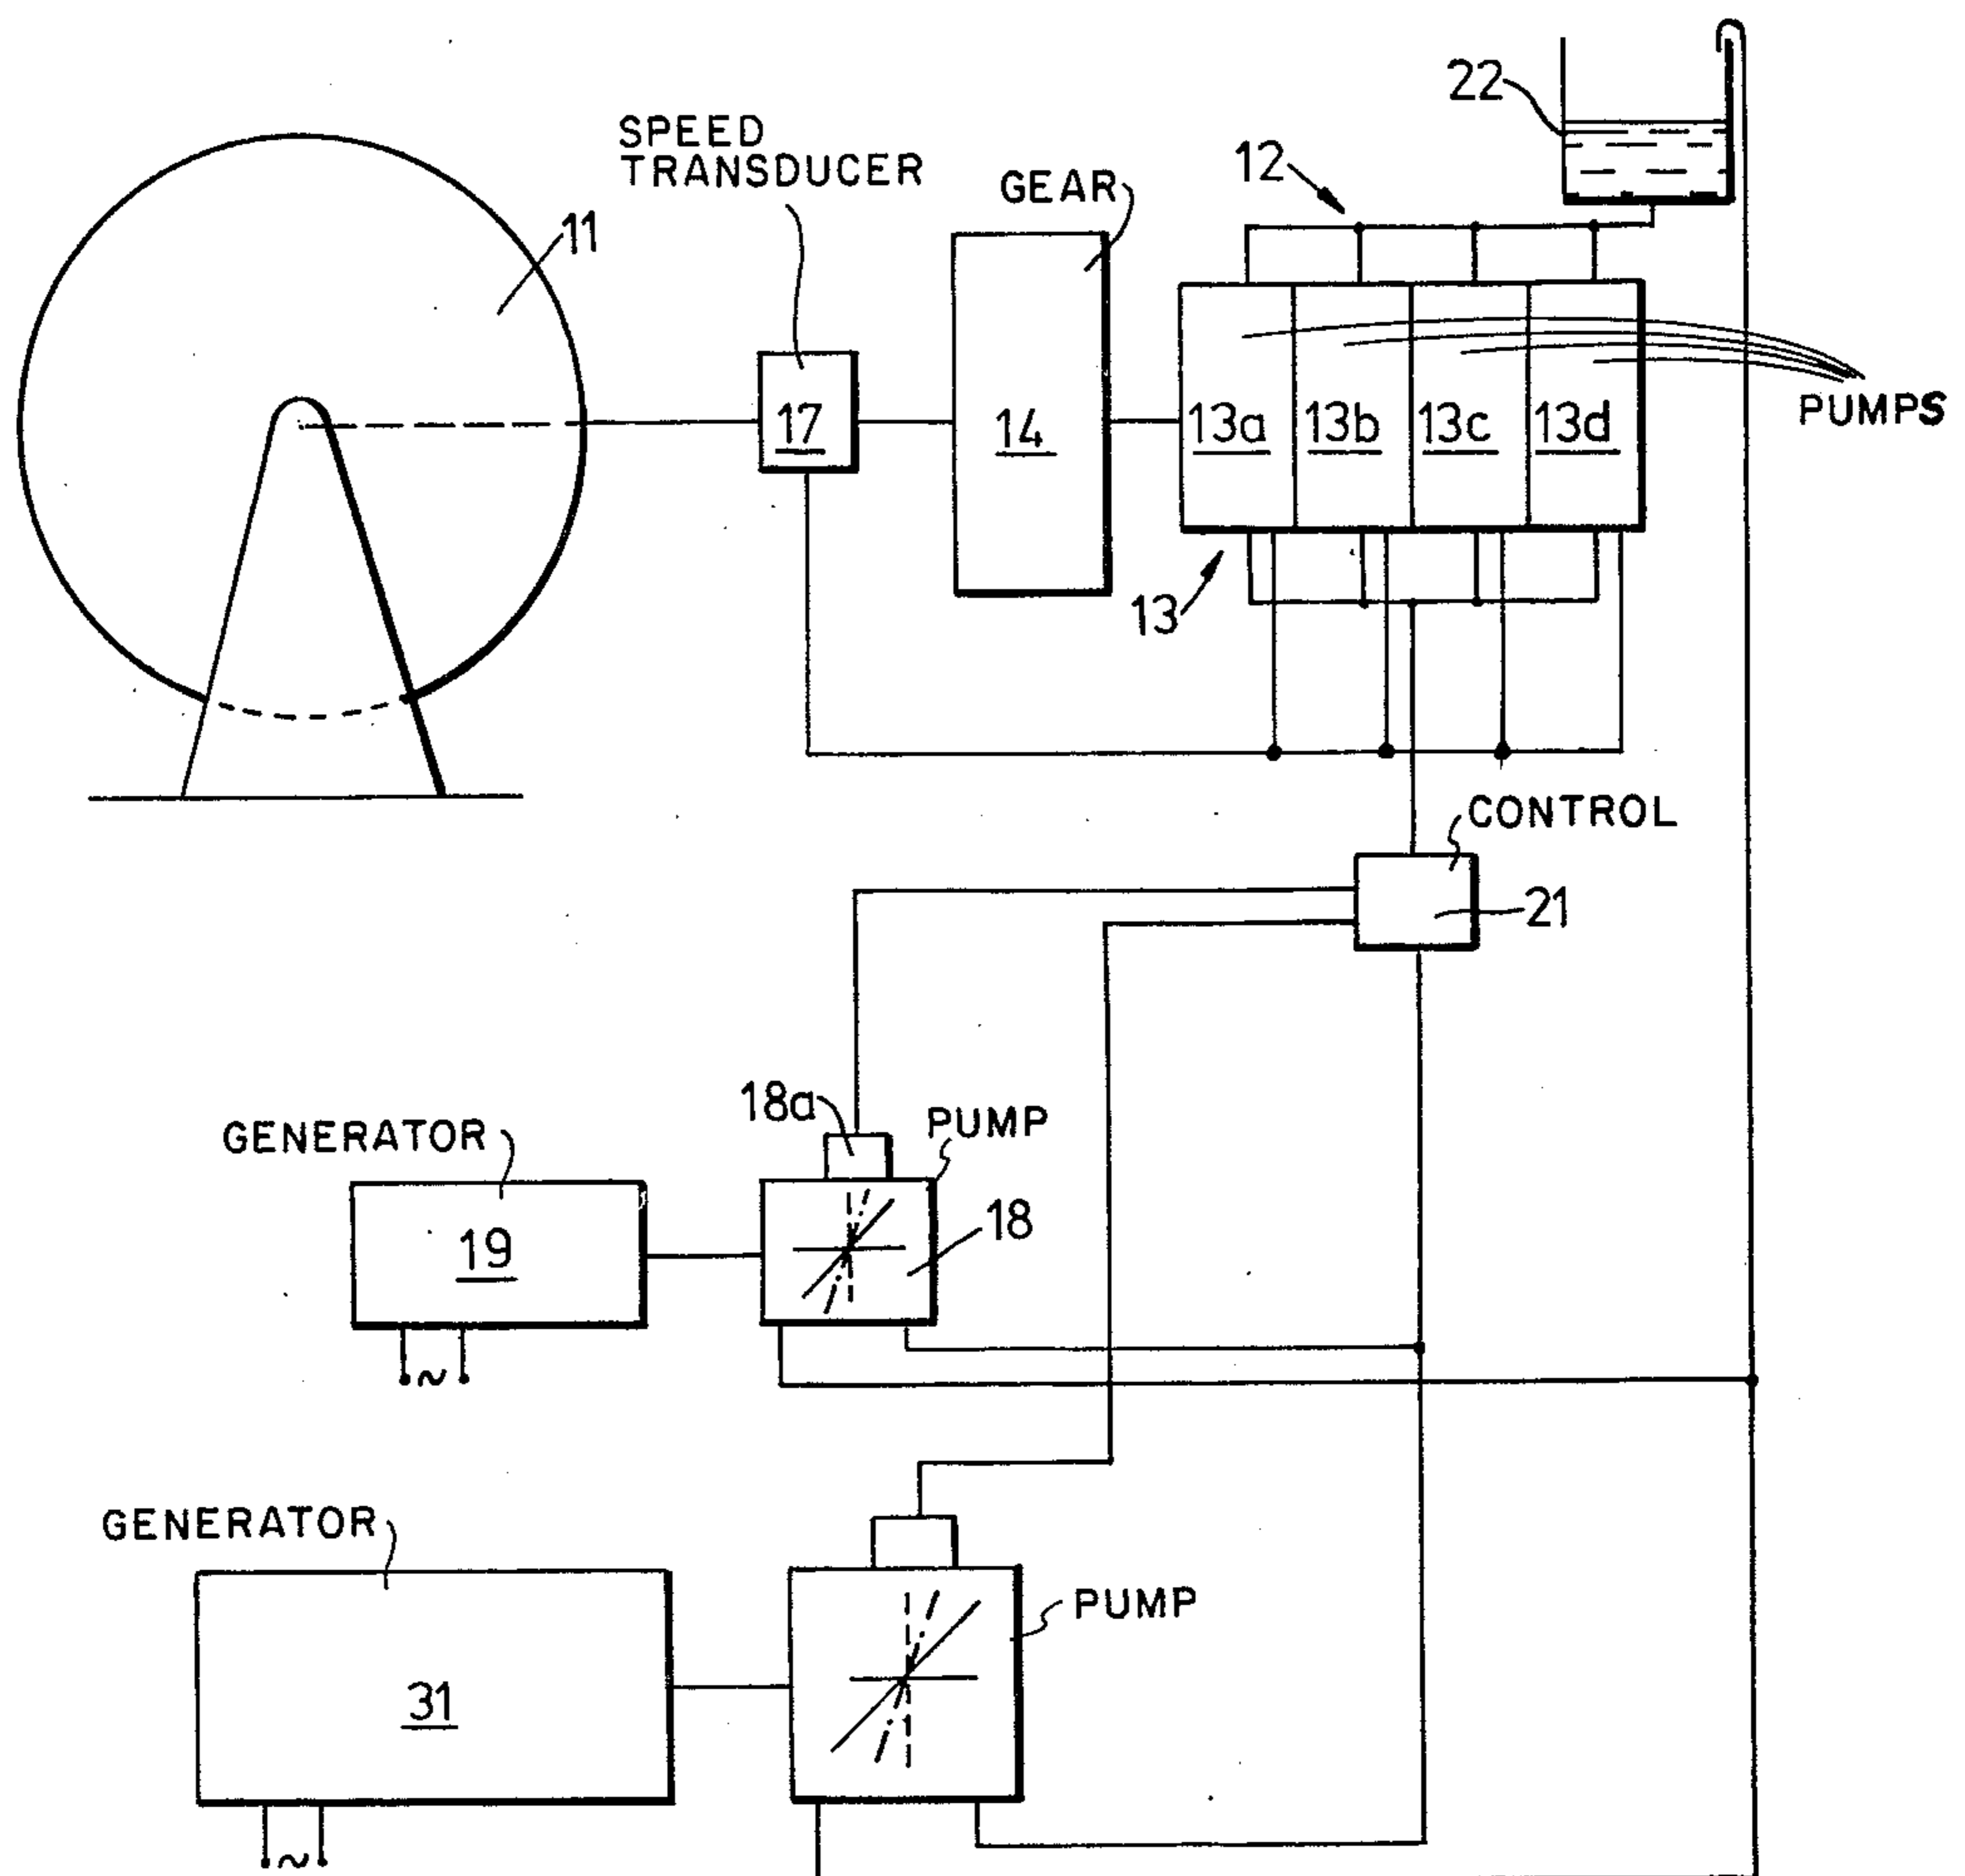 22
SPEED
TRANSDUCER
GEAR
12
11
17
14
13a
13b
13c
13d
PUMPS
13
CONTROL
21
18a
PUMP
GENERATOR
19
18
~
GENERATOR
PUMP
31
~